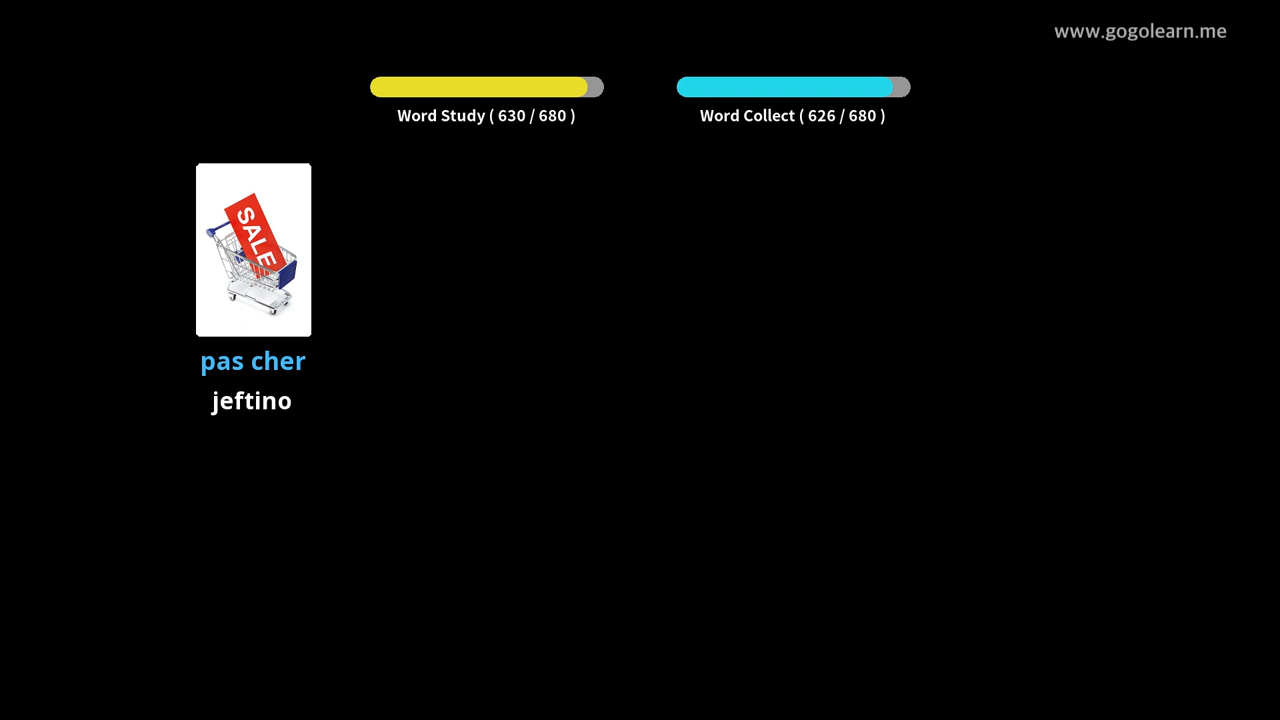 www.gogolearn.me
Word Study ( 630 / 680 )
Word Collect ( 626 / 680 )
SALE
pas cher
jeftino